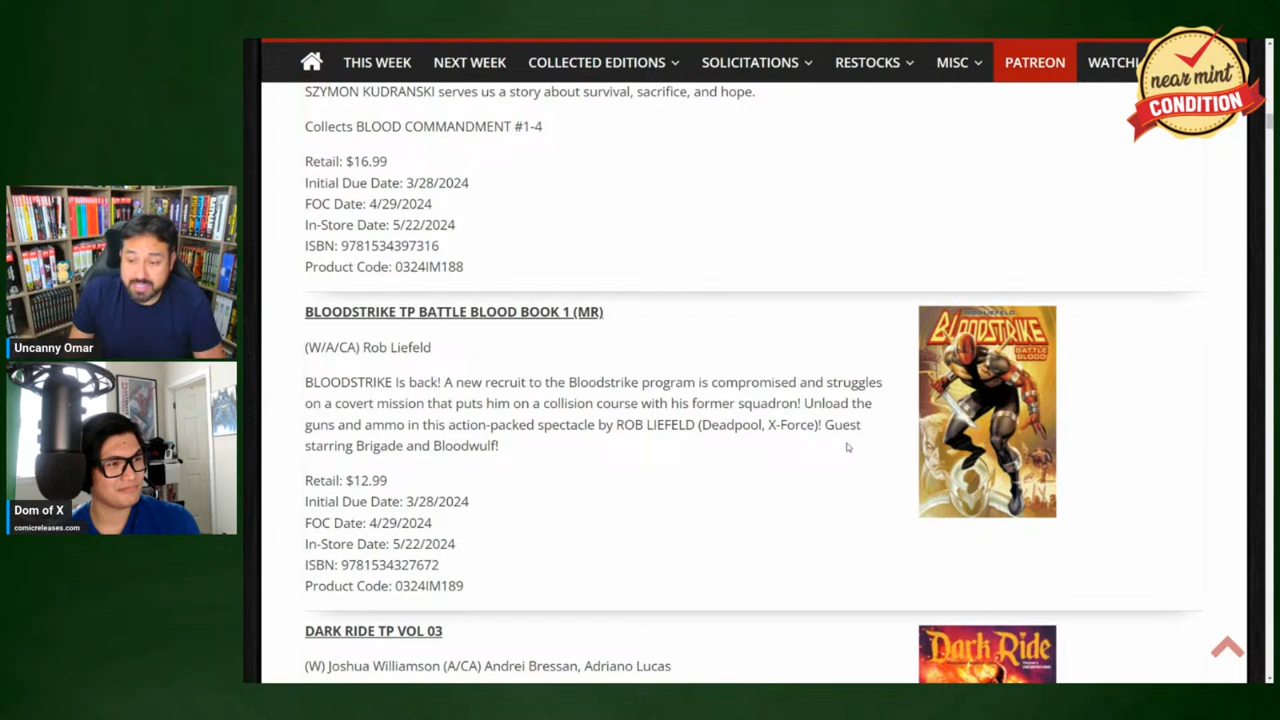 THIS WEEK NEXT WEEK COLLECTED EDITIONS SOLICITATIONS RESTOCKS MISC PATREON
near mint
CONDITION
SZYMON KUDRANSKI serves us a story about survival, sacrifice, and hope.
Collects BLOOD COMMANDMENT #1-4
Retail: $16.99
Initial Due Date: 3/28/2024
FOC Date: 4/29/2024
In-Store Date: 5/22/2024
ISBN: 9781534397316
Product Code: 0324IM188
BLOODSTRIKE TP BATTLE BLOOD BOOK 1 (MR)
(W/A/CA) Rob Liefeld
BLOODSTRIKE Is back! A new recruit to the Bloodstrike program is compromised and struggles
on a covert mission that puts him on a collision course with his former squadron! Unload the
guns and ammo in this action-packed spectacle by ROB LIEFELD (Deadpool, X-Force)! Guest
starring Brigade and Bloodwulf!
Retail: $12.99
Initial Due Date: 3/28/2024
FOC Date: 4/29/2024
In-Store Date: 5/22/2024
ISBN: 9781534327672
Product Code: 0324IM189
ROB LIEFELD
BLOODSTRIKE
BATTLE
BLOOD
DARK RIDE TP VOL 03
(W) Joshua Williamson (A/CA) Andrei Bressan, Adriano Lucas
Dark Ride
Uncanny Omar
Dom of X
comicreleases.com